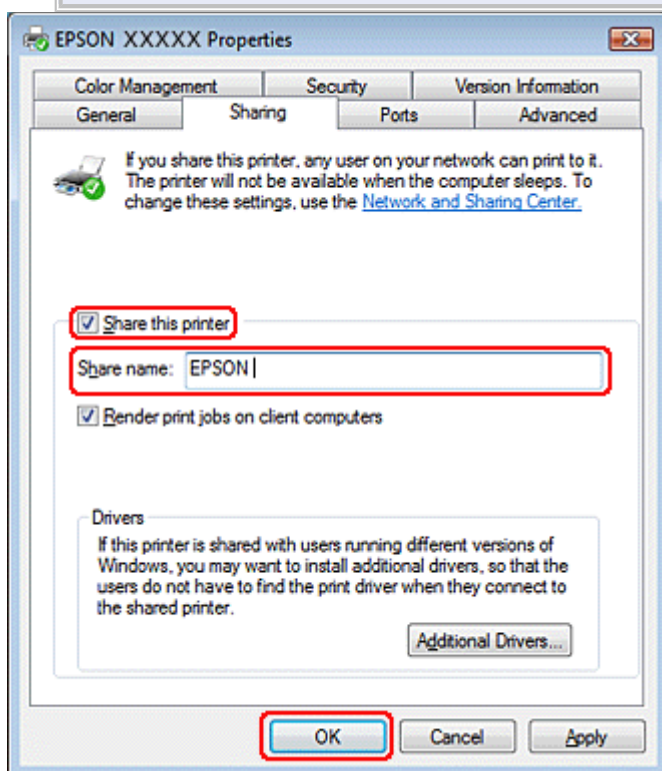 EPSON XXXXX Properties
Color Management Security Version Information
General Sharing Ports Advanced
If you share this printer, any user on your network can print to it.
The printer will not be available when the computer sleeps. To
change these settings, use the Network and Sharing Center.
Share this printer
Share name: EPSON
Render print jobs on client computers
Drivers
If this printer is shared with users running different versions of
Windows, you may want to install additional drivers, so that the
users do not have to find the print driver when they connect to
the shared printer.
Additional Drivers...
OK Cancel Apply